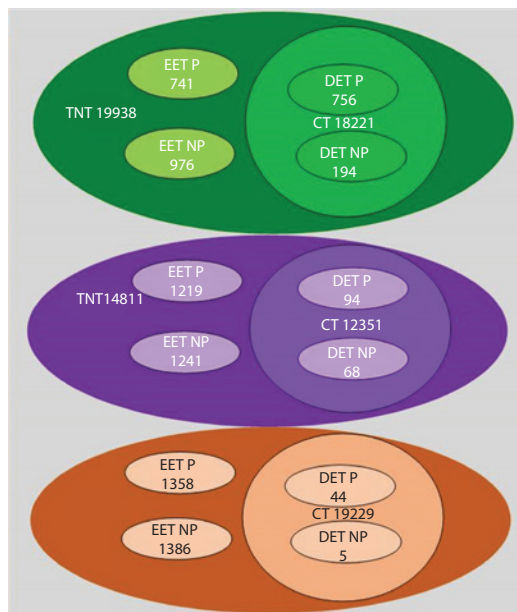 EET P
741
DET P
756
TNT 19938
CT 18221
EET NP
976
DET NP
194
EET P
1219
DET P
94
TNT14811
CT 12351
EET NP
1241
DET NP
68
EET P
1358
DET P
44
CT 19229
EET NP
1386
DET NP
5